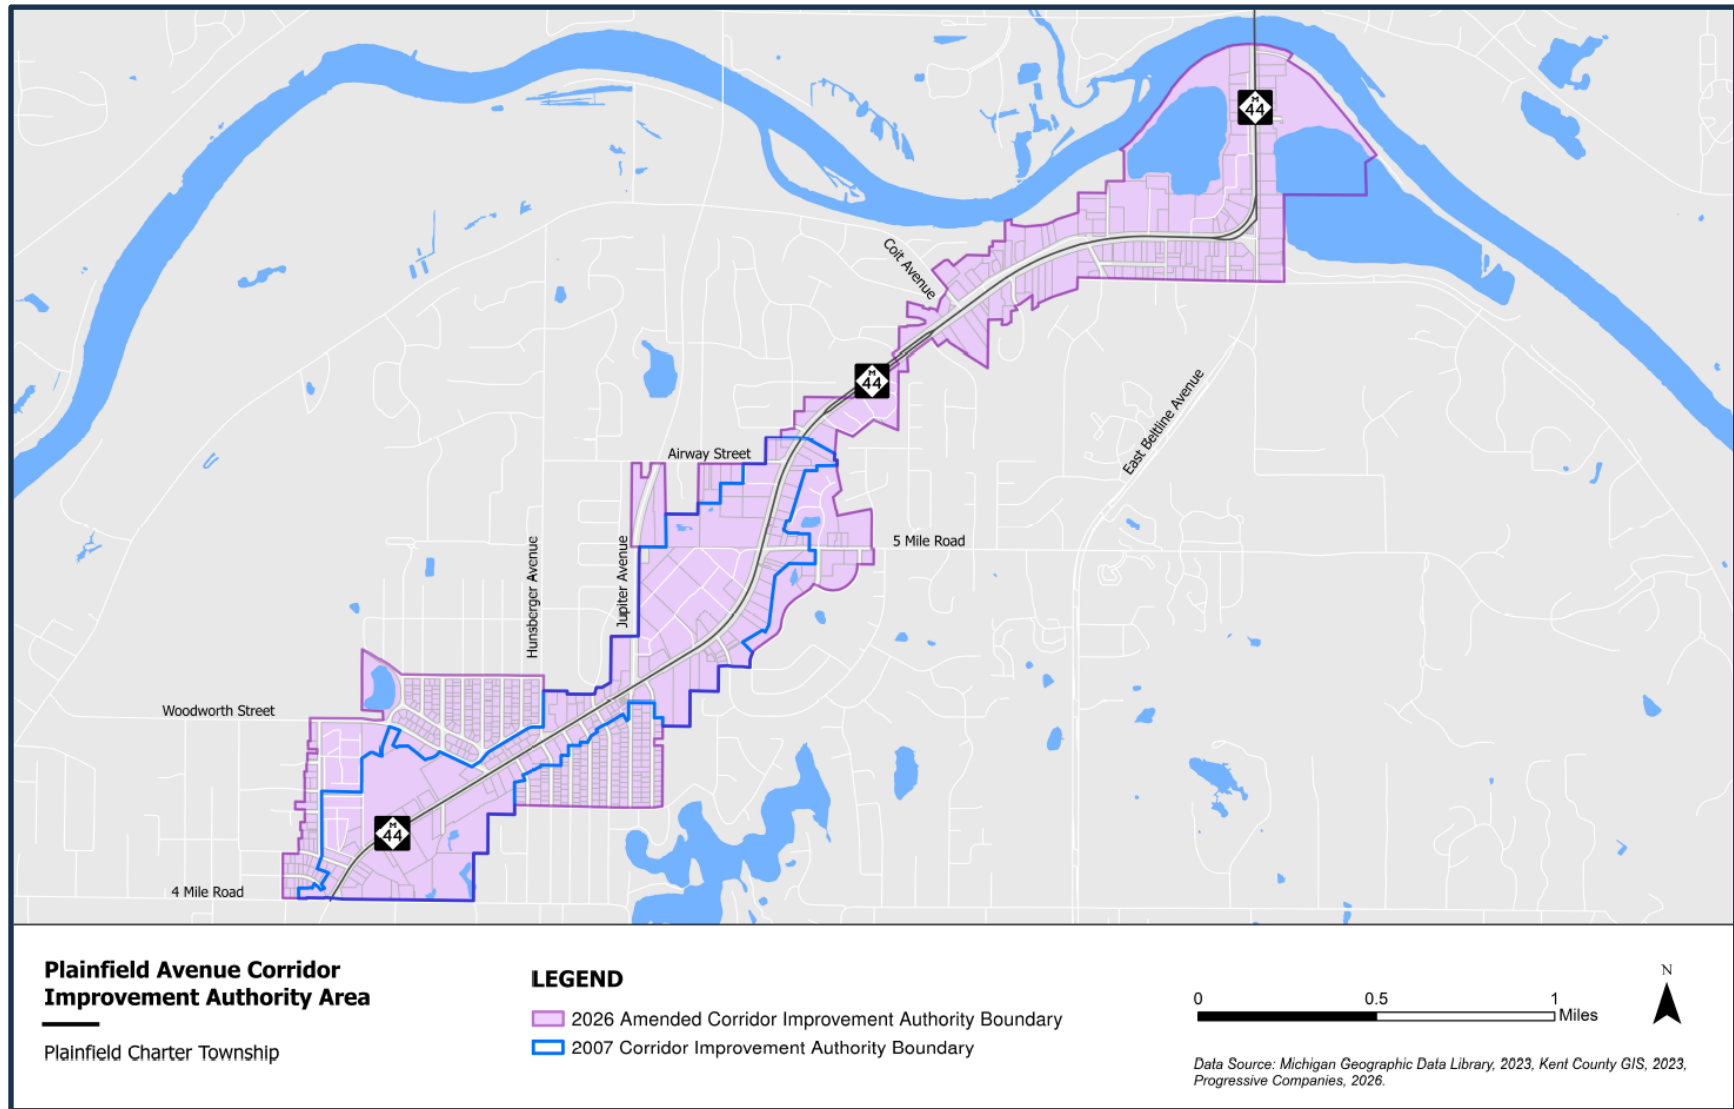 M
44
Coit Avenue
M
44
East Beltline Avenue
Airway Street
5 Mile Road
Hunsberger Avenue
Jupiter Avenue
Woodworth Street
M
44
4 Mile Road
Plainfield Avenue Corridor
Improvement Authority Area
Plainfield Charter Township
LEGEND
2026 Amended Corridor Improvement Authority Boundary
2007 Corridor Improvement Authority Boundary
0 0.5 1
Miles
N
Data Source: Michigan Geographic Data Library, 2023, Kent County GIS, 2023,
Progressive Companies, 2026.